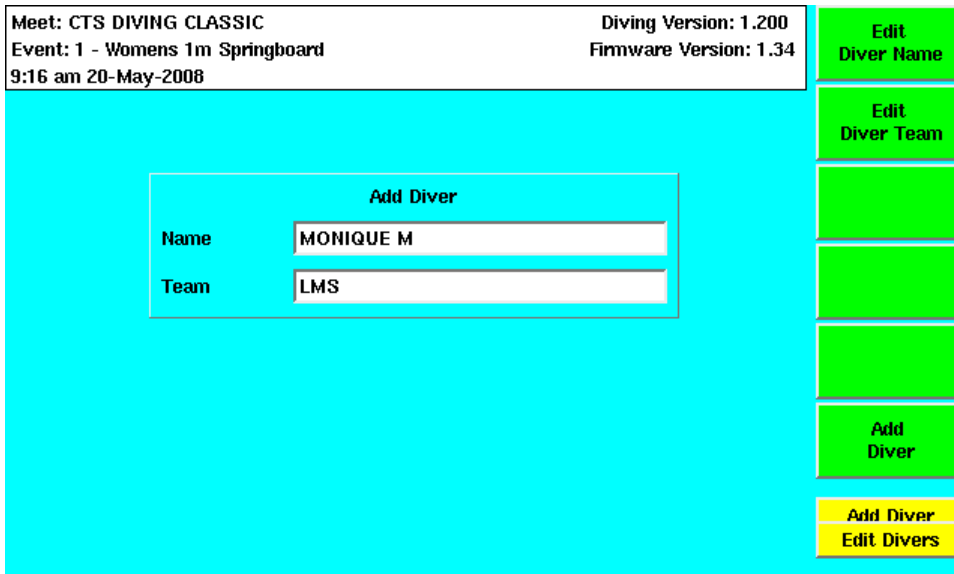 Meet: CTS DIVING CLASSIC
Diving Version: 1.200
Event: 1 - Womens 1m Springboard
Firmware Version: 1.34
9:16 am 20-May-2008
Edit
Diver Name
Edit
Diver Team
Add Diver
Name
MONIQUE M
Team
LMS
Add
Diver
Add Diver
Edit Divers